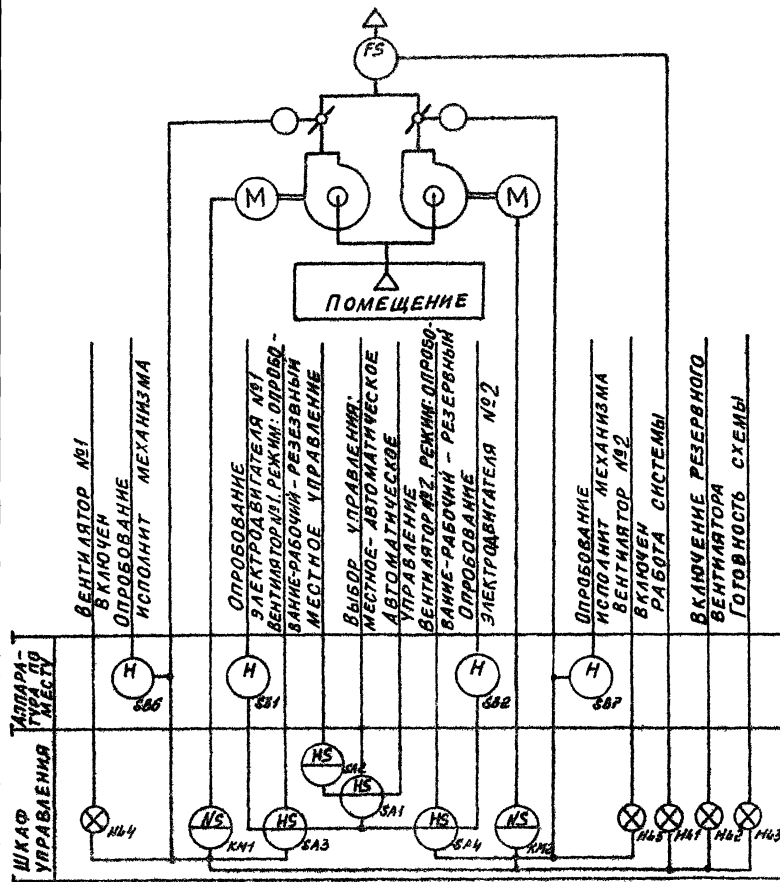 FS
M
M
ПОМЕЩЕНИЕ
ВЕНТИЛЯТОР №1
ВКЛЮЧЕН
ОПРОБОВАНИЕ
ИСПОЛНИТ МЕХАНИЗМА
ОПРОБОВАНИЕ
ЭЛЕКТРОДВИГАТЕЛЯ №1
ВЕНТИЛЯТОР №1. РЕЖИМ: ОПРОБО-
ВАНИЕ-РАБОЧИЙ-РЕЗЕЗВНЫЙ
МЕСТНОЕ УПРАВЛЕНИЕ
ВЫБОР УПРАВЛЕНИЯ:
МЕСТНОЕ-АВТОМАТИЧЕСКОЕ
АВТОМАТИЧЕСКОЕ
УПРАВЛЕНИЕ
ВЕНТИЛЯТОР №2. РЕЖИМ: ОПРОБО-
ВАНИЕ-РАБОЧИЙ - РЕЗЕРВНЫЙ
ОПРОБОВАНИЕ
ЭЛЕКТРОДВИГАТЕЛЯ №2
ОПРОБОВАНИЕ
ИСПОЛНИТ МЕХАНИЗМА
ВЕНТИЛЯТОР №2
ВКЛЮЧЕН
РАБОТА СИСТЕМЫ
ВКЛЮЧЕНИЕ РЕЗЕРВНОГО
ВЕНТИЛЯТОРА
ГОТОВНОСТЬ СХЕМЫ
АППАРА-
ТУРА ПО
МЕСТУ
H
SB6
H
SB1
H
SB2
H
SB7
ШКАФ
УПРАВЛЕНИЯ
HS
SA2
HS
SA1
HL4
NS
KM1
HS
SA3
HS
SA4
NS
KM2
HL5
HL1
HL2
HL3